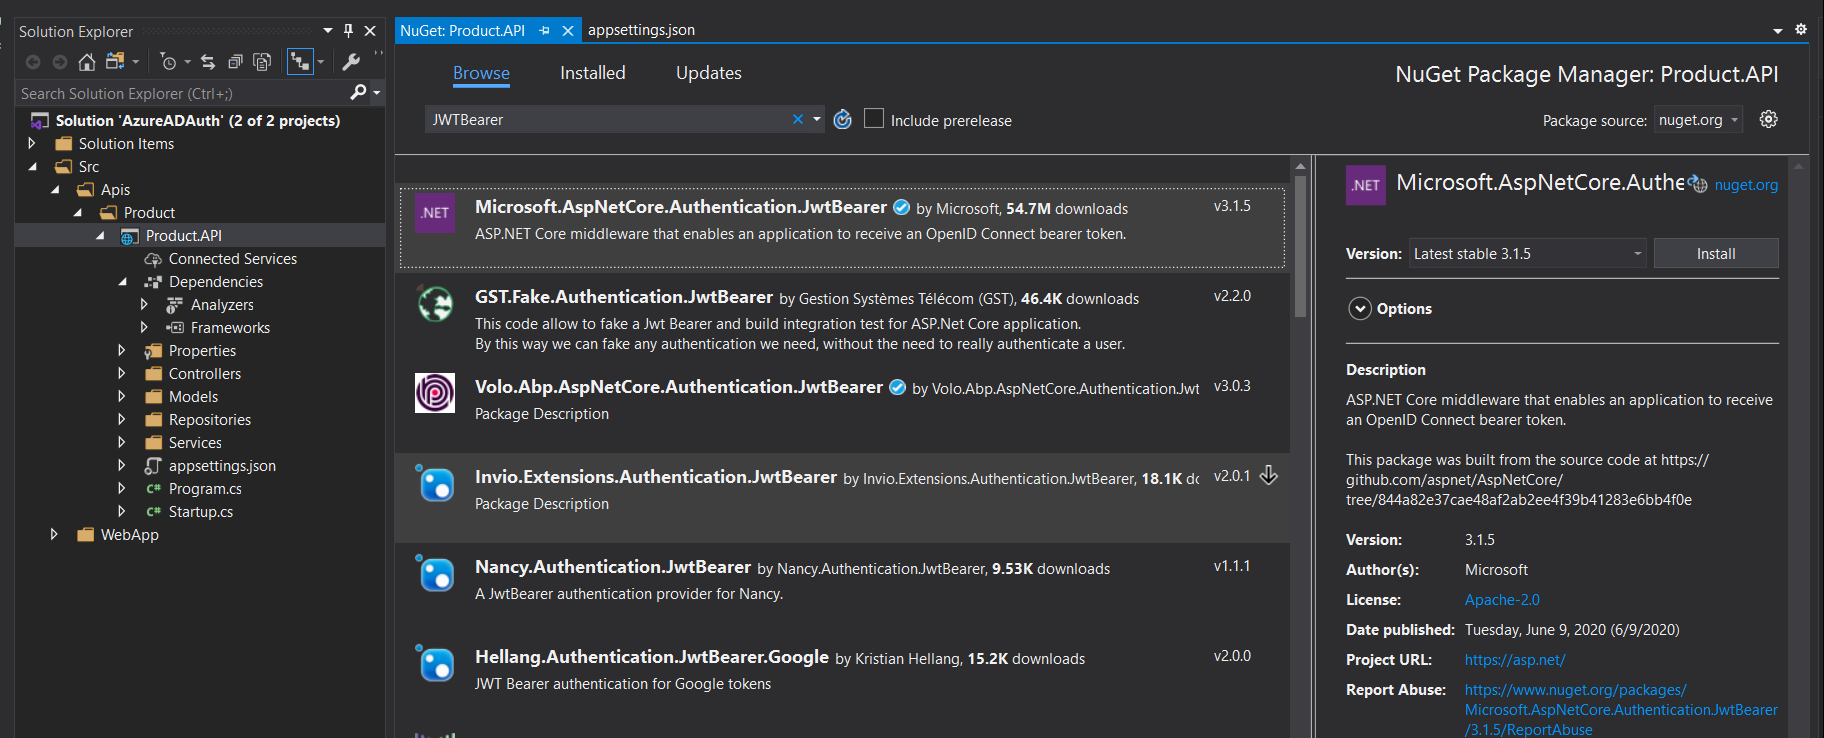 Solution Explorer
Search Solution Explorer (Ctrl+;)
Solution 'AzureADAuth' (2 of 2 projects)
Solution Items
Src
Apis
Product
Product.API
Connected Services
Dependencies
Analyzers
Frameworks
Properties
Controllers
Models
Repositories
Services
appsettings.json
C# Program.cs
C# Startup.cs
WebApp
NuGet: Product.API
appsettings.json
Browse Installed Updates
NuGet Package Manager: Product.API
JWTBearer
Include prerelease
Package source: nuget.org
.NET Microsoft.AspNetCore.Authentication.JwtBearer by Microsoft, 54.7M downloads v3.1.5
ASP.NET Core middleware that enables an application to receive an OpenID Connect bearer token.
GST.Fake.Authentication.JwtBearer by Gestion Systèmes Télécom (GST), 46.4K downloads v2.2.0
This code allow to fake a Jwt Bearer and build integration test for ASP.Net Core application.
By this way we can fake any authentication we need, without the need to really authenticate a user.
Volo.Abp.AspNetCore.Authentication.JwtBearer by Volo.Abp.AspNetCore.Authentication.Jwt v3.0.3
Package Description
Invio.Extensions.Authentication.JwtBearer by Invio.Extensions.Authentication.JwtBearer, 18.1K dc v2.0.1
Package Description
Nancy.Authentication.JwtBearer by Nancy.Authentication.JwtBearer, 9.53K downloads v1.1.1
A JwtBearer authentication provider for Nancy.
Hellang.Authentication.JwtBearer.Google by Kristian Hellang, 15.2K downloads v2.0.0
JWT Bearer authentication for Google tokens
.NET Microsoft.AspNetCore.Authe nuget.org
Version: Latest stable 3.1.5 Install
Options
Description
ASP.NET Core middleware that enables an application to receive
an OpenID Connect bearer token.
This package was built from the source code at https://
github.com/aspnet/AspNetCore/
tree/844a82e37cae48af2ab2ee4f39b41283e6bb4f0e
Version: 3.1.5
Author(s): Microsoft
License: Apache-2.0
Date published: Tuesday, June 9, 2020 (6/9/2020)
Project URL: https://asp.net/
Report Abuse: https://www.nuget.org/packages/
Microsoft.AspNetCore.Authentication.JwtBearer
/3.1.5/ReportAbuse